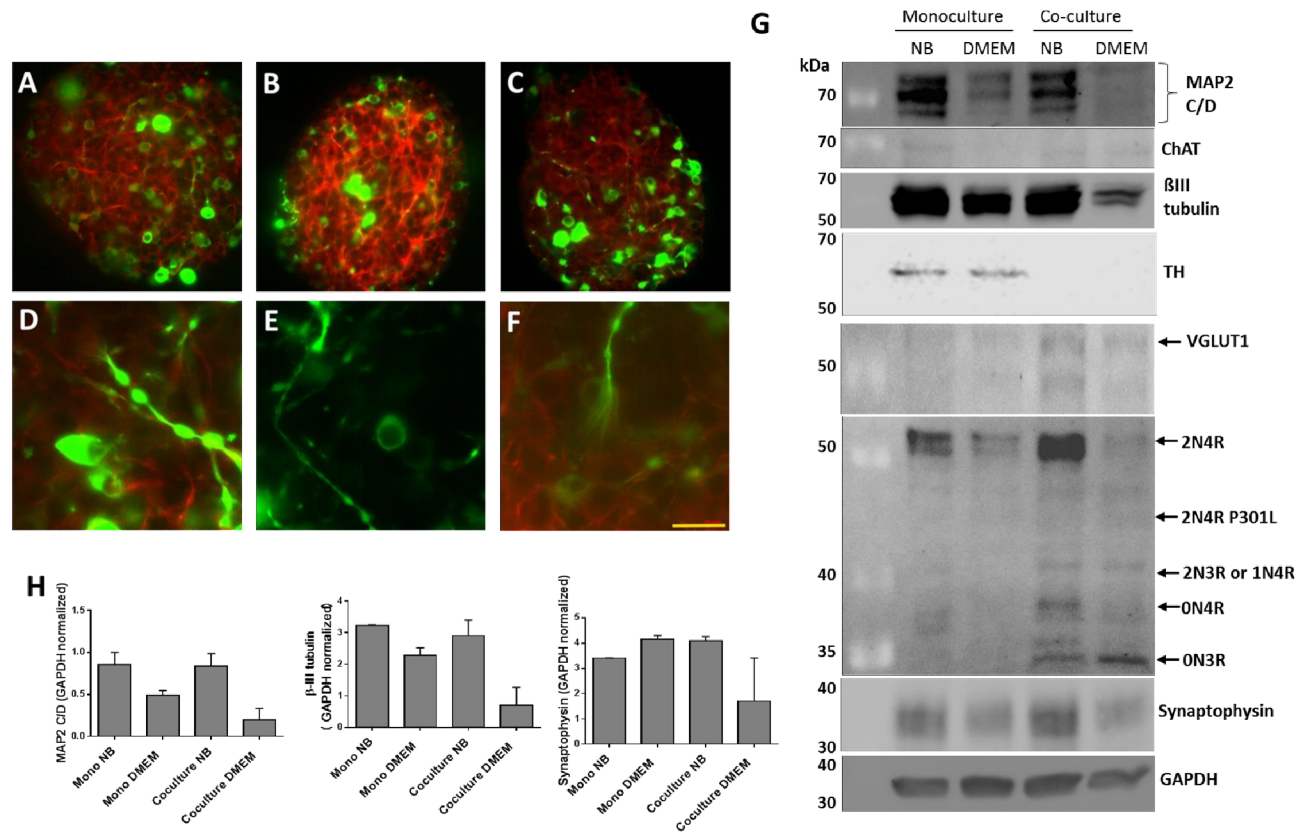 A
B
C
D
E
F
G
Monoculture
Co-culture
NB
DMEM
NB
DMEM
kDa
70
MAP2
C/D
70
ChAT
70
ßIII
tubulin
50
70
TH
50
VGLUT1
50
50
2N4R
2N4R P301L
40
2N3R or 1N4R
0N4R
35
0N3R
40
Synaptophysin
30
40
GAPDH
30
H
MAP2 C/D (GAPDH normalized)
1.5
1.0
0.5
0.0
Mono NB
Mono DMEM
Coculture NB
Coculture DMEM
β-III tubulin
( GAPDH normalized)
4
3
2
1
0
Mono NB
Mono DMEM
Coculture NB
Coculture DMEM
Synaptophysin (GAPDH normalized)
5
4
3
2
1
0
Mono NB
Mono DMEM
Coculture NB
Coculture DMEM